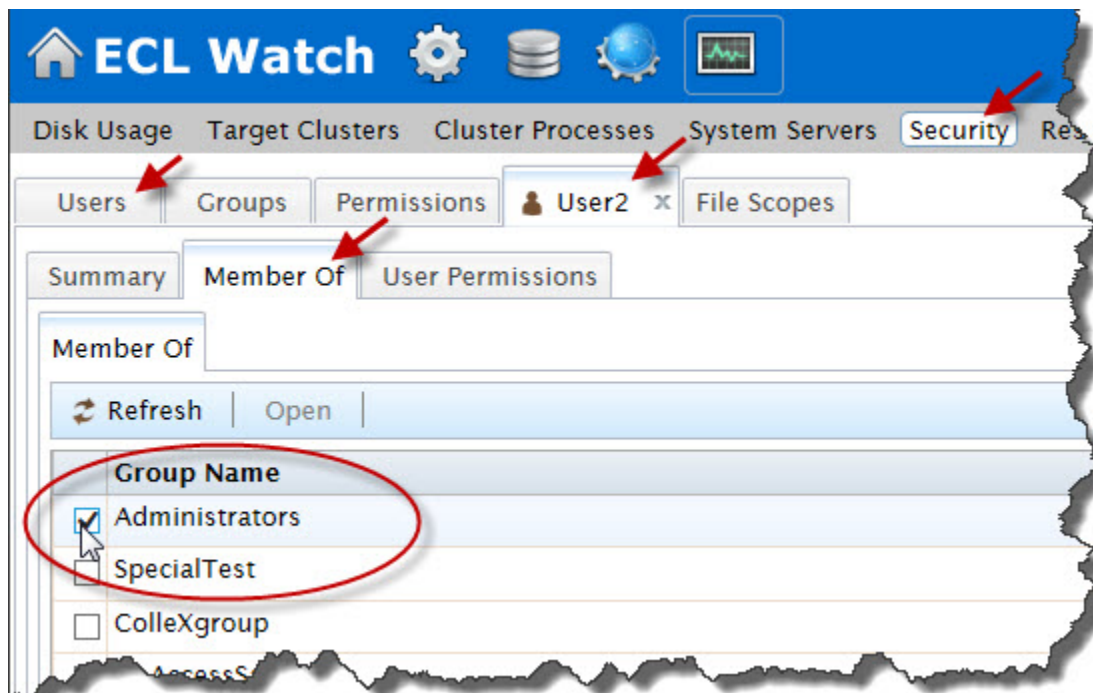 ECL Watch
Disk Usage Target Clusters Cluster Processes System Servers Security
Users Groups Permissions User2 x File Scopes
Summary Member Of User Permissions
Member Of
Refresh Open
Group Name
Administrators
SpecialTest
ColleXgroup